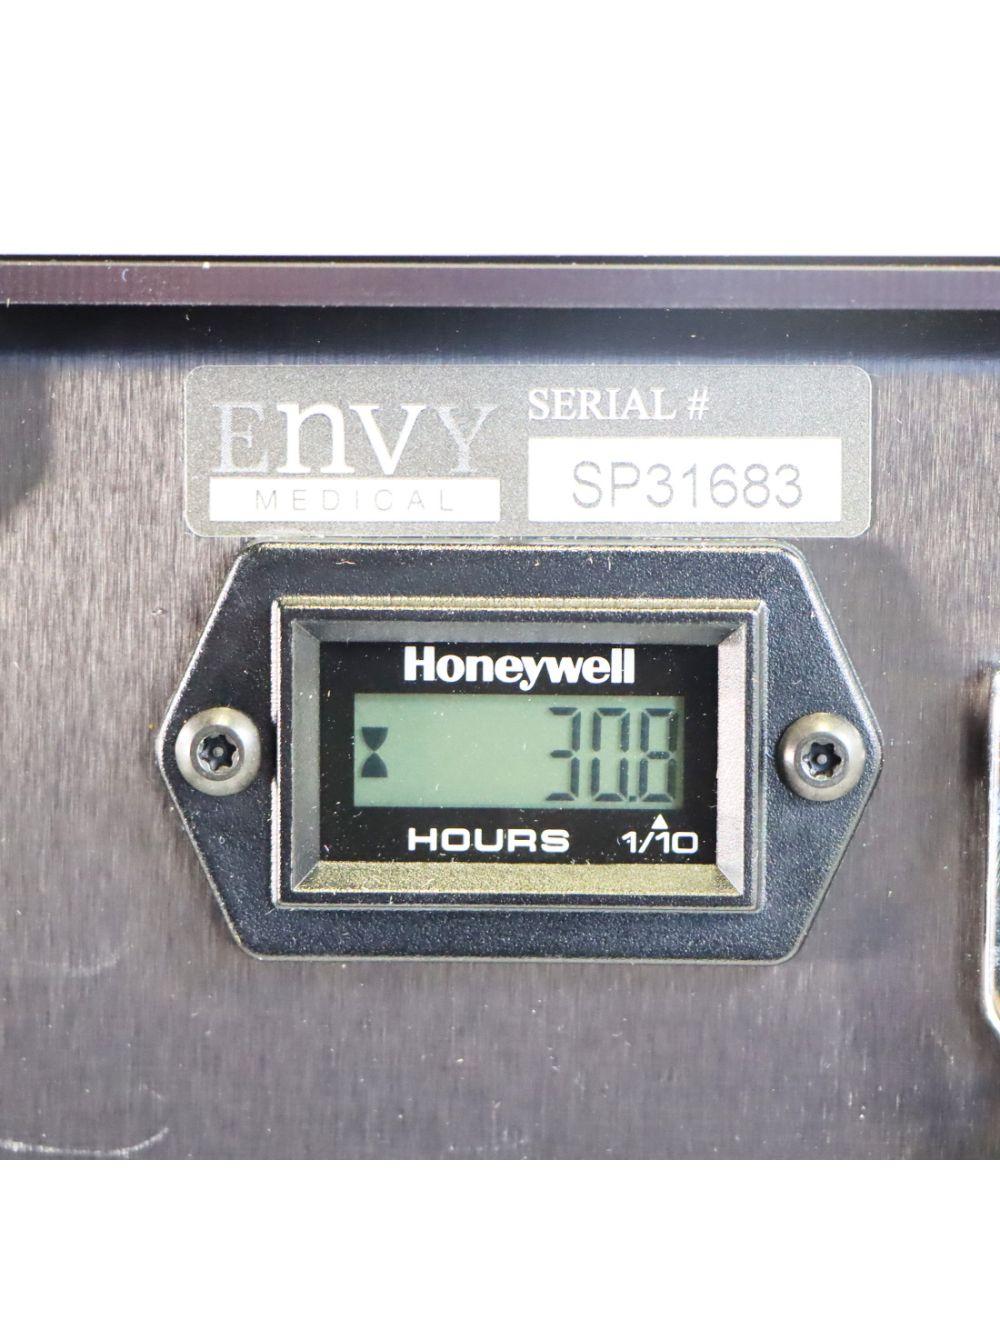 ENVY
MEDICAL
SERIAL #
SP31683
Honeywell
30.8
HOURS 1/10